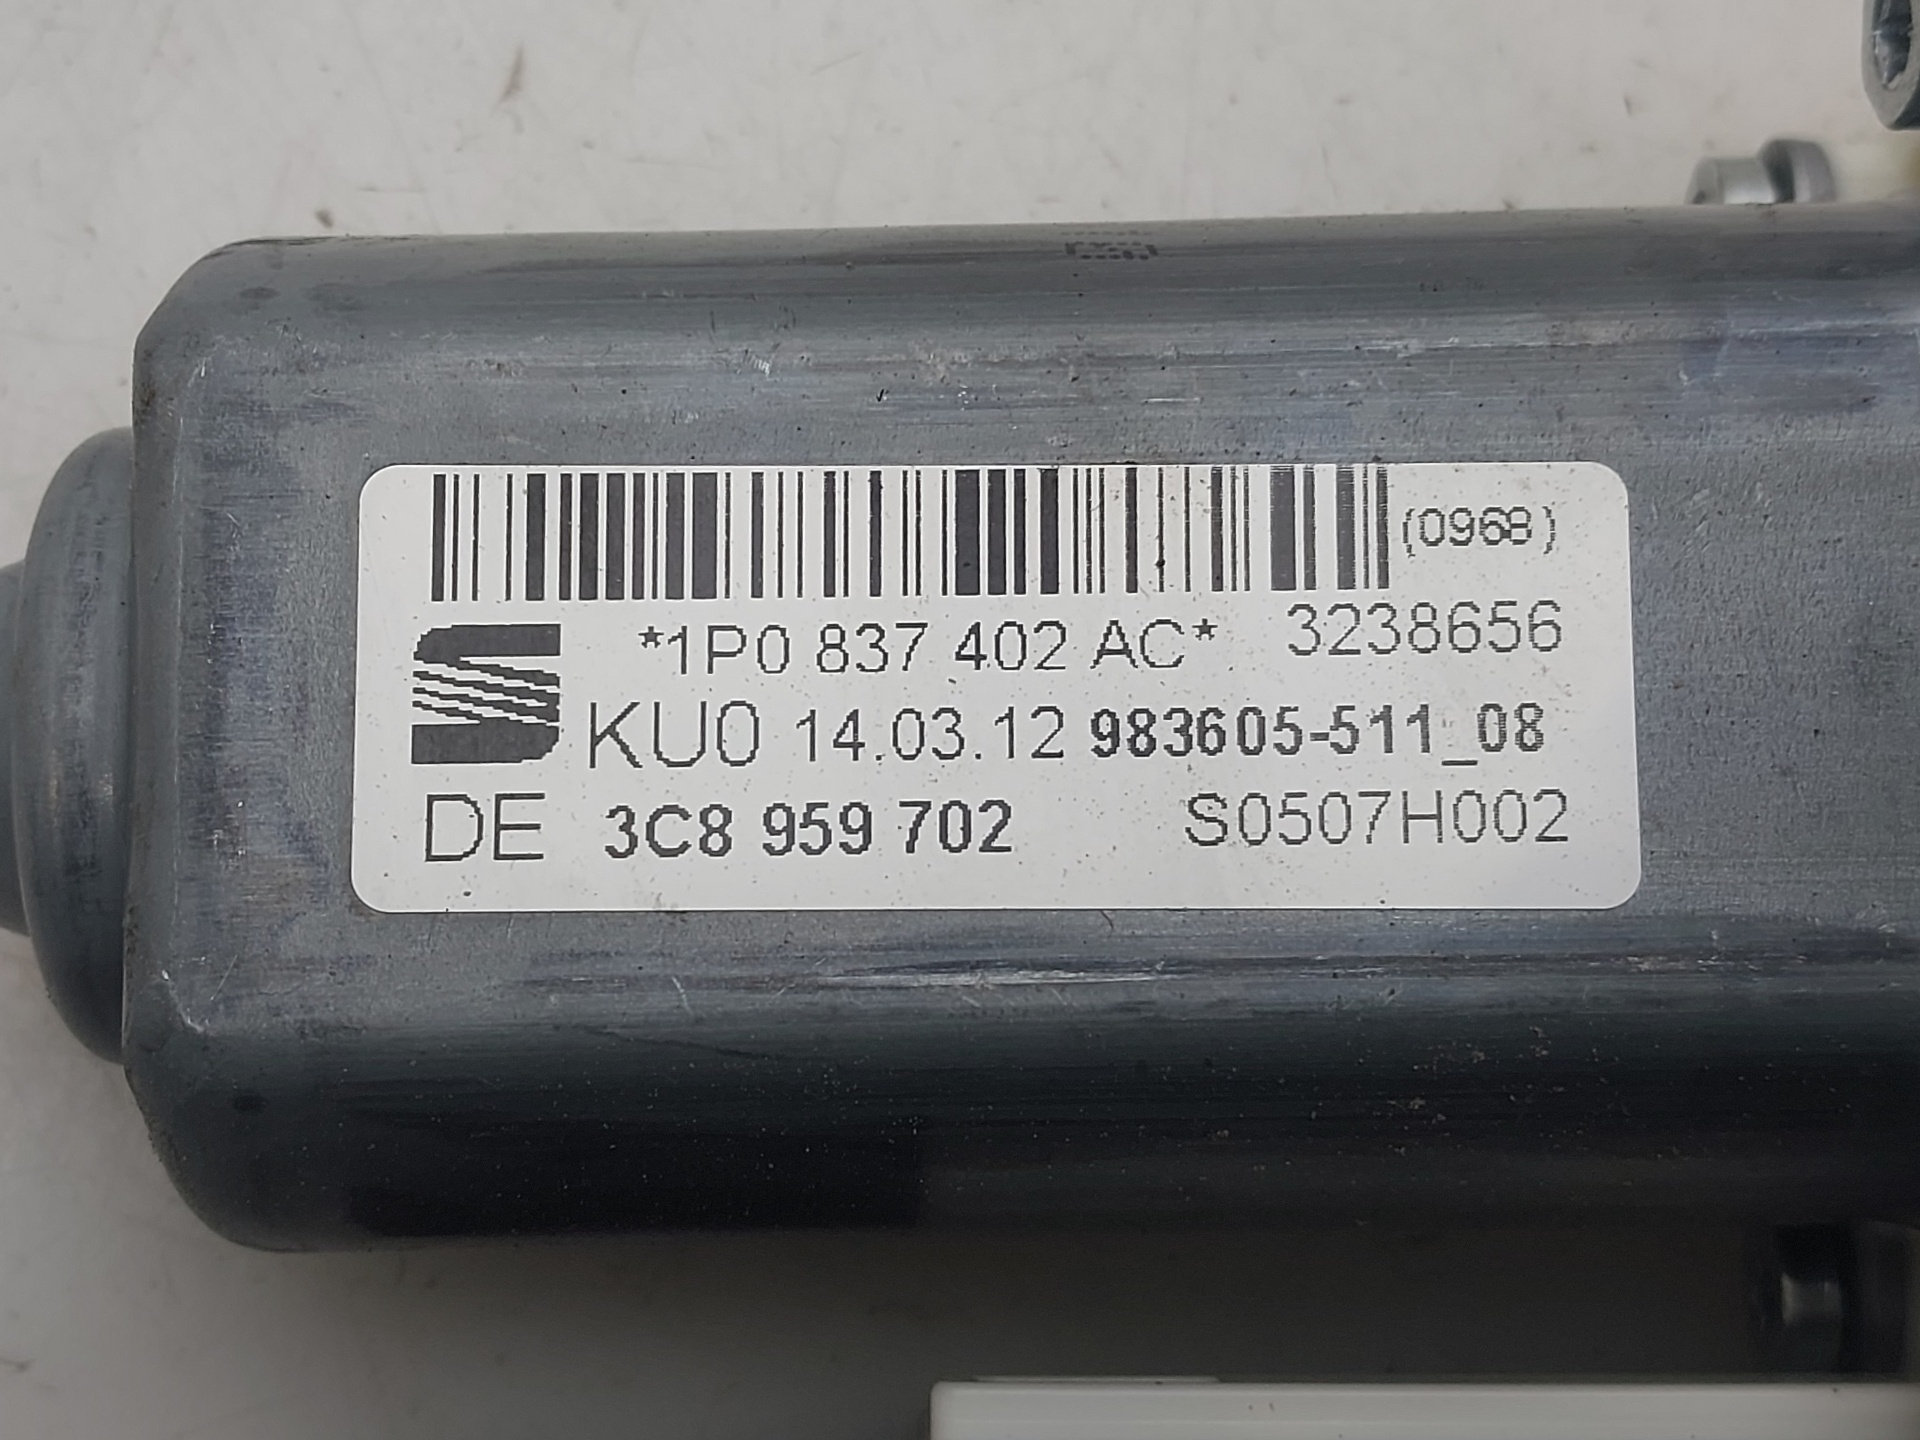 (0968)
*1P0 837 402 AC* 3238656
KU0 14.03.12 983605-511_08
DE 3C8 959 702 S0507H002